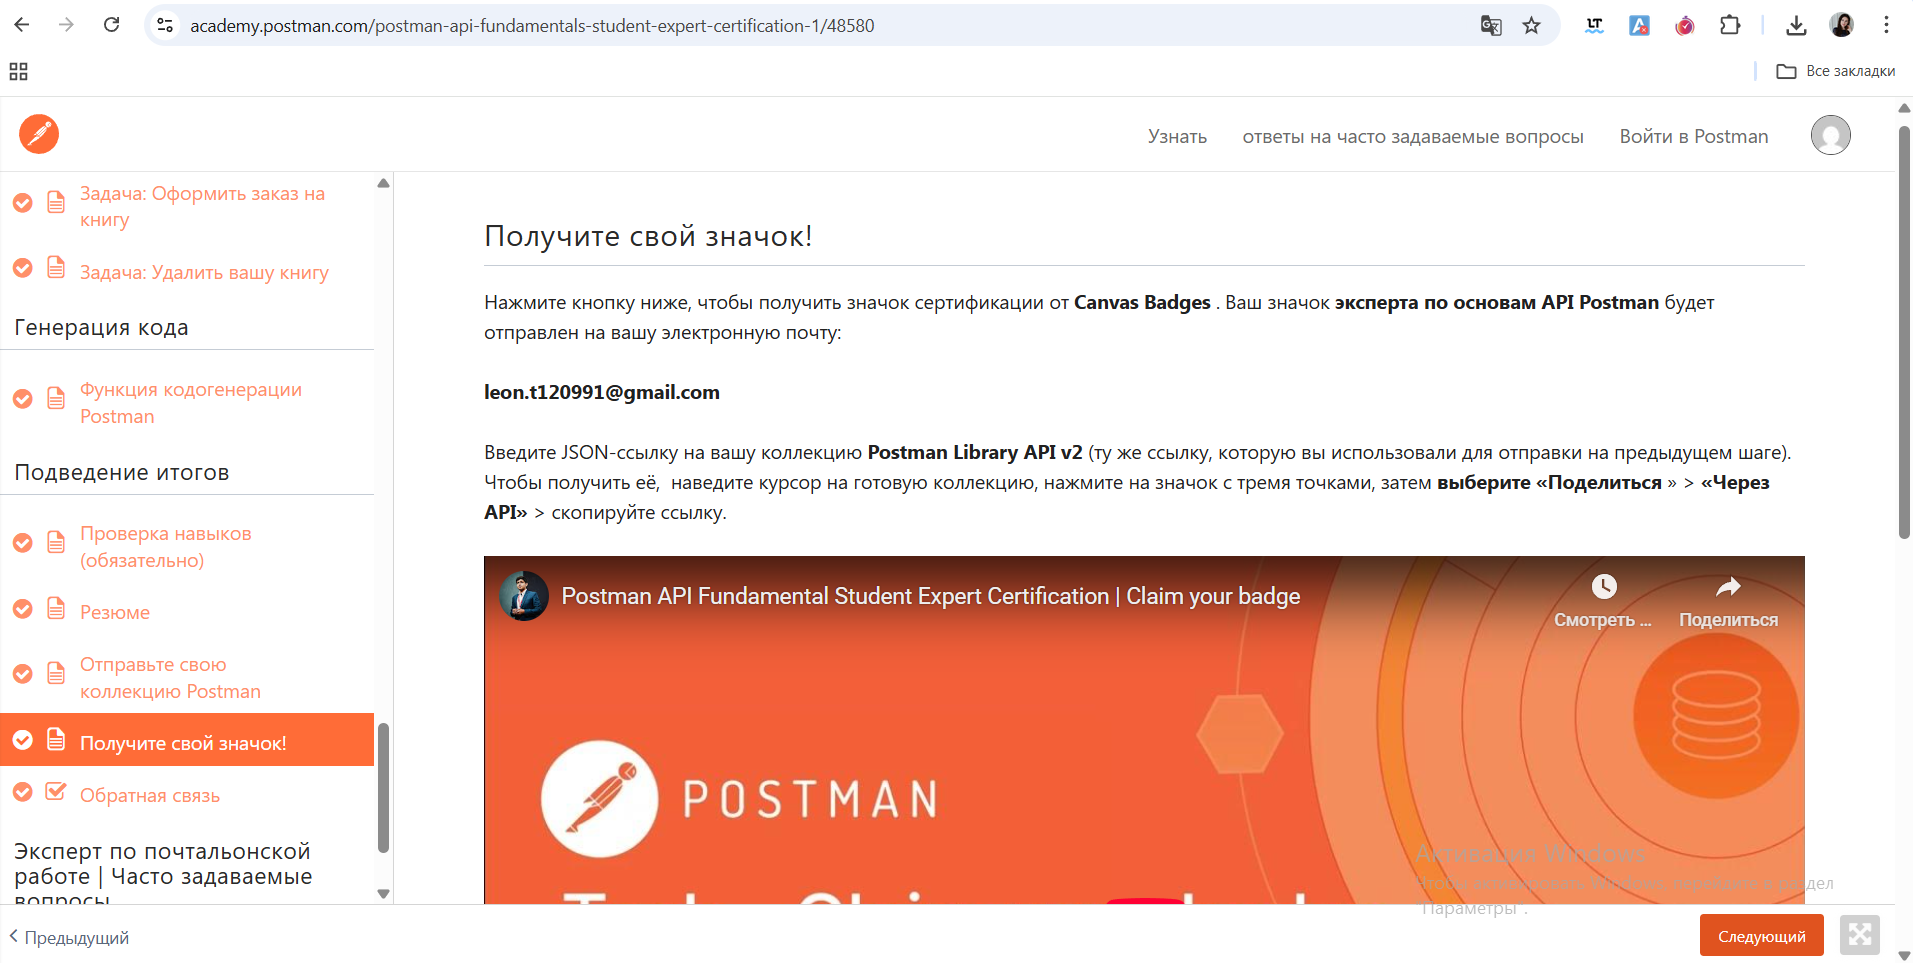 academy.postman.com/postman-api-fundamentals-student-expert-certification-1/48580
Все закладки
Узнать
ответы на часто задаваемые вопросы
Войти в Postman
Задача: Оформить заказ на
книгу
Задача: Удалить вашу книгу
Генерация кода
Функция кодогенерации
Postman
Подведение итогов
Проверка навыков
(обязательно)
Резюме
Отправьте свою
коллекцию Postman
Получите свой значок!
Обратная связь
Эксперт по почтальонской
работе | Часто задаваемые
вопросы
Получите свой значок!
Нажмите кнопку ниже, чтобы получить значок сертификации от Canvas Badges . Ваш значок эксперта по основам API Postman будет
отправлен на вашу электронную почту:
leon.t120991@gmail.com
Введите JSON-ссылку на вашу коллекцию Postman Library API v2 (ту же ссылку, которую вы использовали для отправки на предыдущем шаге).
Чтобы получить её, наведите курсор на готовую коллекцию, нажмите на значок с тремя точками, затем выберите «Поделиться » > «Через
API» > скопируйте ссылку.
Postman API Fundamental Student Expert Certification | Claim your badge
Смотреть ...
Поделиться
POSTMAN
Активация Windows
Чтобы активировать Windows, перейдите в раздел
"Параметры".
Предыдущий
Следующий